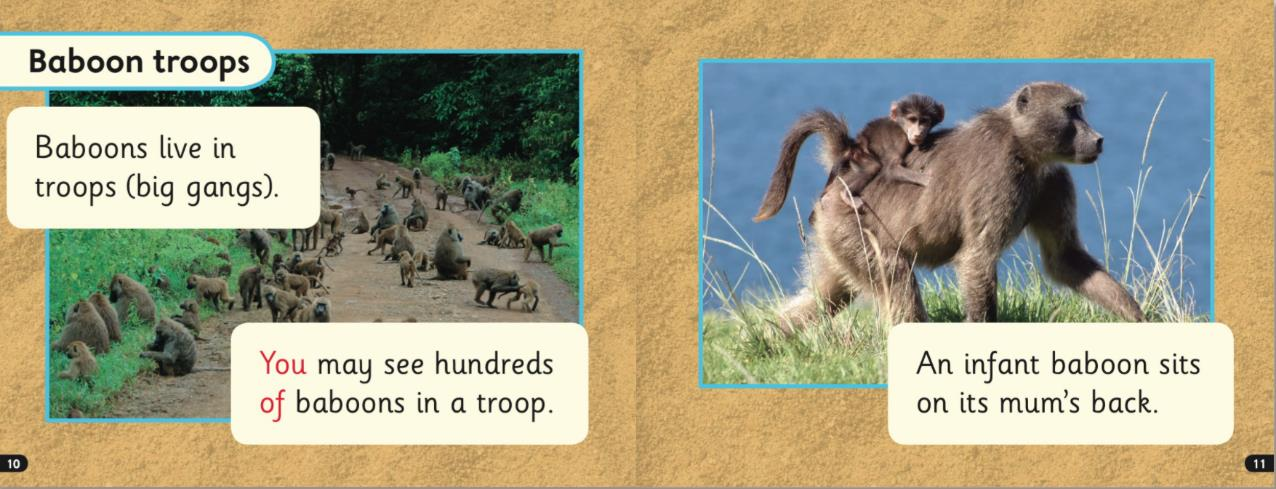 Baboon troops
Baboons live in
troops (big gangs).
You may see hundreds
of baboons in a troop.
10
An infant baboon sits
on its mum's back.
11